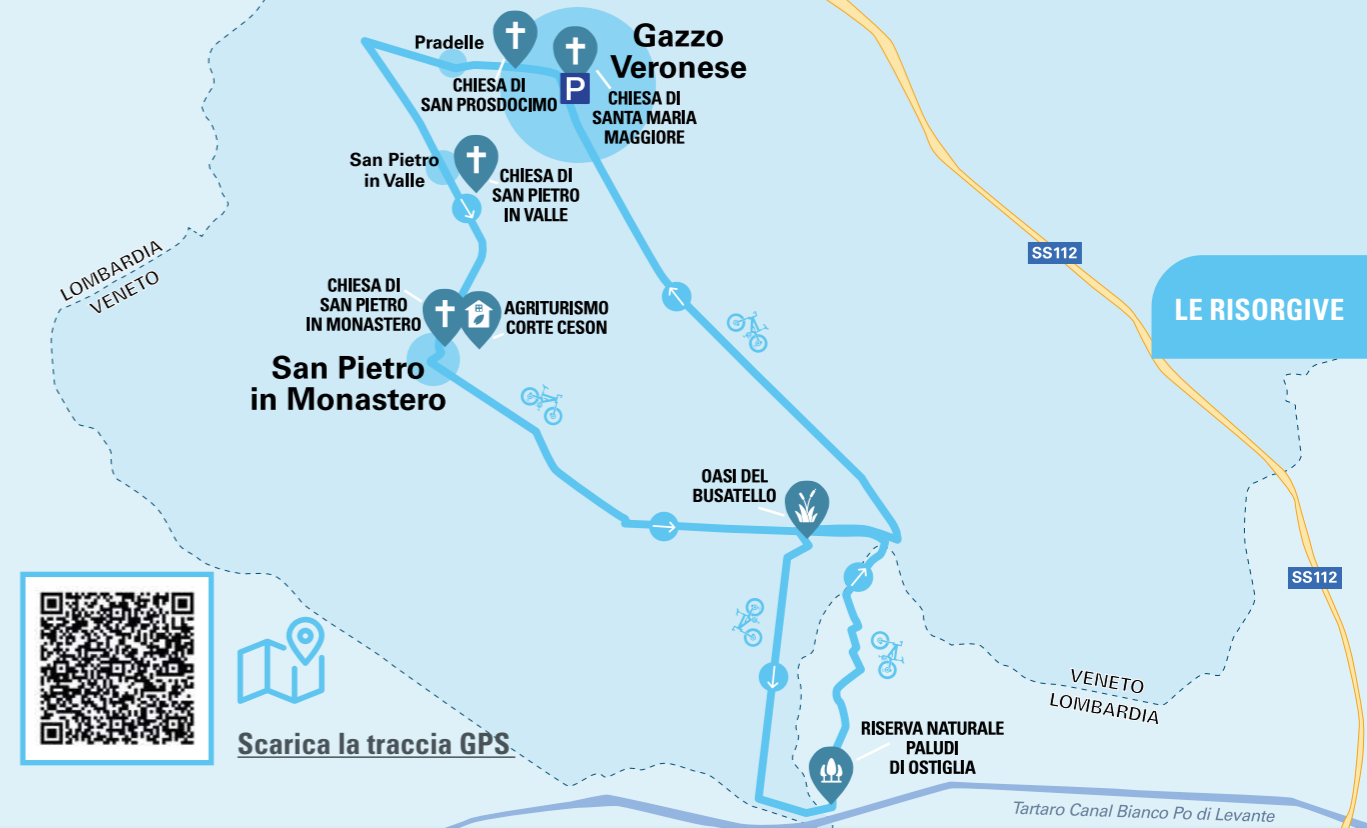 Pradelle
CHIESA DI
SAN PROSDOCIMO
Gazzo
Veronese
P
CHIESA DI
SANTA MARIA
MAGGIORE
San Pietro
in Valle
CHIESA DI
SAN PIETRO
IN VALLE
LOMBARDIA
VENETO
SS112
LE RISORGIVE
CHIESA DI
SAN PIETRO
IN MONASTERO
AGRITURISMO
CORTE CESON
San Pietro
in Monastero
OASI DEL
BUSATELLO
SS112
VENETO
LOMBARDIA
Scarica la traccia GPS
RISERVA NATURALE
PALUDI
DI OSTIGLIA
Tartaro Canal Bianco Po di Levante